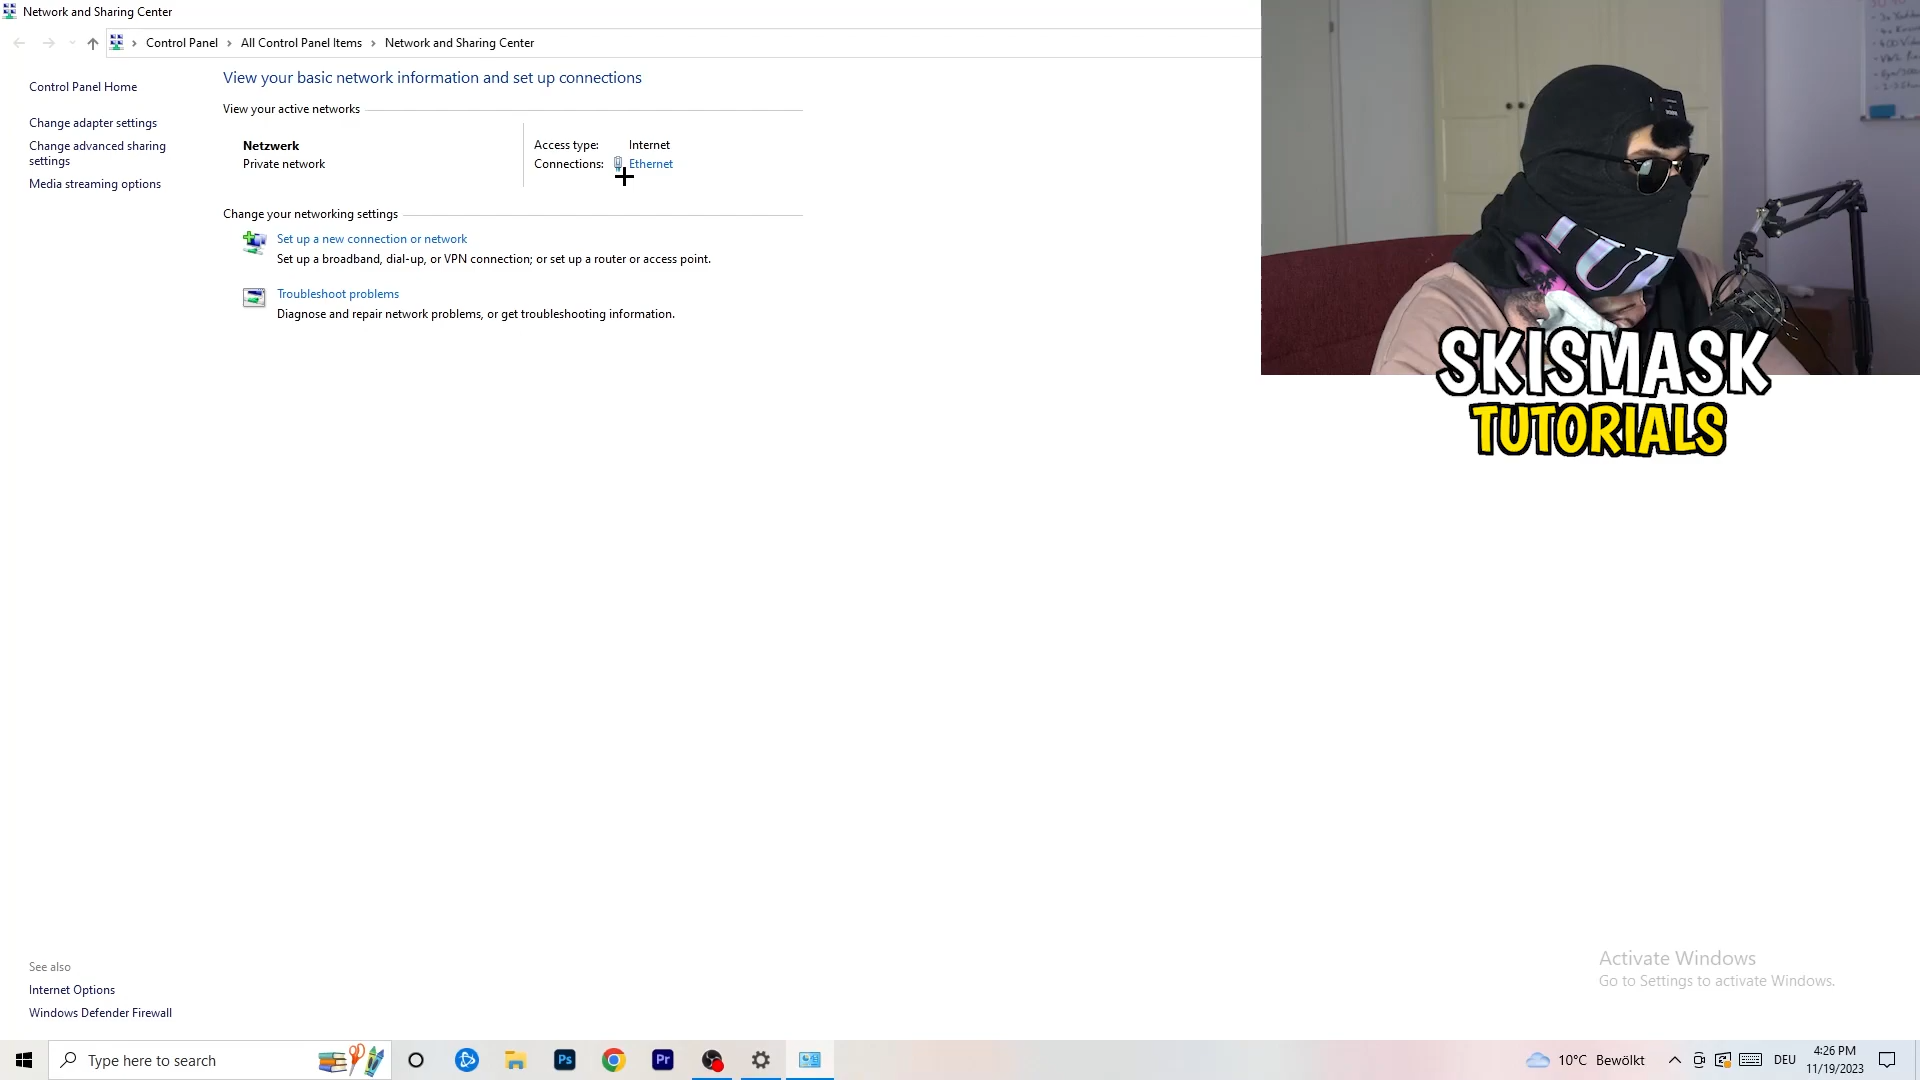 Network and Sharing Center
Control Panel › All Control Panel Items › Network and Sharing Center
Control Panel Home
Change adapter settings
Change advanced sharing
settings
Media streaming options
View your basic network information and set up connections
View your active networks
Netzwerk
Private network
Access type: Internet
Connections: Ethernet
Change your networking settings
Set up a new connection or network
Set up a broadband, dial-up, or VPN connection; or set up a router or access point.
Troubleshoot problems
Diagnose and repair network problems, or get troubleshooting information.
SKISMASK
TUTORIALS
See also
Internet Options
Windows Defender Firewall
Activate Windows
Go to Settings to activate Windows.
Type here to search
Ps
Pr
10°C Bewölkt
DEU
4:26 PM
11/19/2023